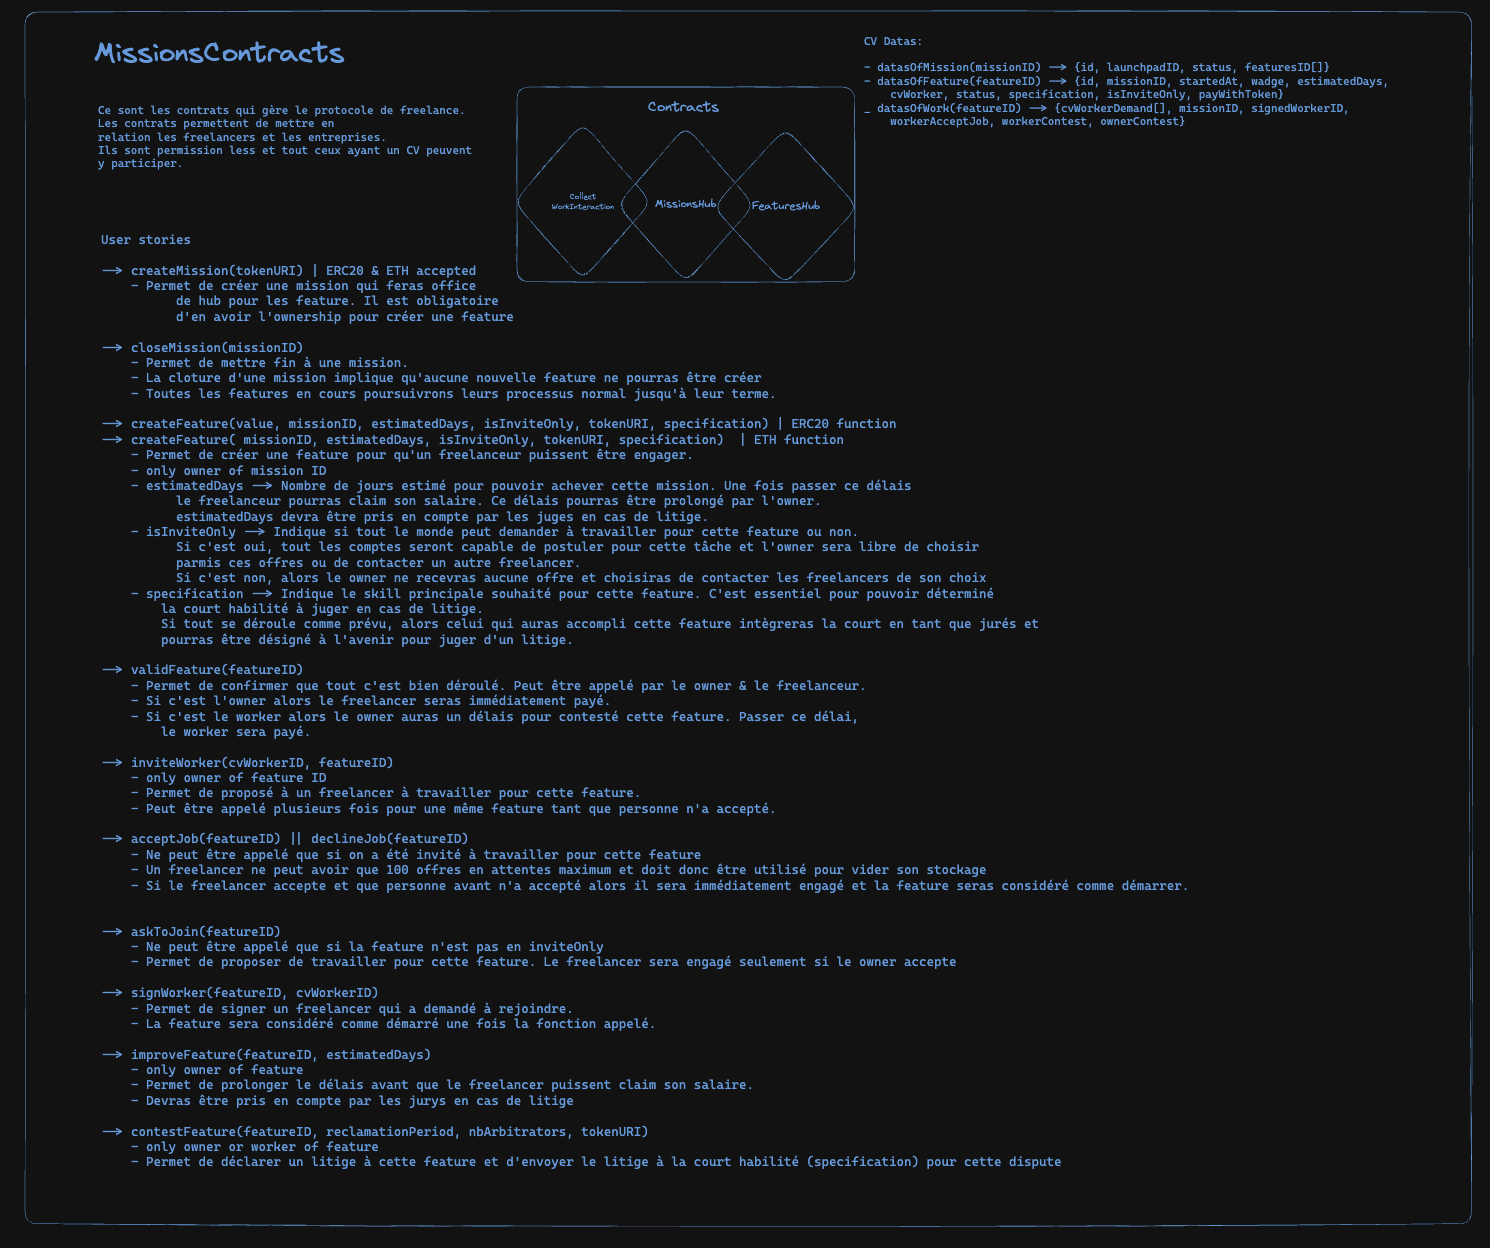 MissionsContracts
Ce sont les contrats qui gère le protocole de freelance.
Les contrats permettent de mettre en
relation les freelancers et les entreprises.
Ils sont permission less et tout ceux ayant un CV peuvent
y participer.
Contracts
Collect
WorkInteraction
MissionsHub
FeaturesHub
CV Datas:
- datasOfMission(missionID) —> {id, launchpadID, status, featuresID[]}
- datasOfFeature(featureID) —> {id, missionID, startedAt, wadge, estimatedDays,
cvWorker, status, specification, isInviteOnly, payWithToken}
_ datasOfWork(featureID) —> {cvWorkerDemand[], missionID, signedWorkerID,
workerAcceptJob, workerContest, ownerContest}
User stories
—> createMission(tokenURI) | ERC20 & ETH accepted
- Permet de créer une mission qui feras office
de hub pour les feature. Il est obligatoire
d'en avoir l'ownership pour créer une feature
—> closeMission(missionID)
- Permet de mettre fin à une mission.
- La cloture d'une mission implique qu'aucune nouvelle feature ne pourras être créer
- Toutes les features en cours poursuivrons leurs processus normal jusqu'à leur terme.
—> createFeature(value, missionID, estimatedDays, isInviteOnly, tokenURI, specification) | ERC20 function
—> createFeature( missionID, estimatedDays, isInviteOnly, tokenURI, specification)  | ETH function
- Permet de créer une feature pour qu'un freelanceur puissent être engager.
- only owner of mission ID
- estimatedDays —> Nombre de jours estimé pour pouvoir achever cette mission. Une fois passer ce délais
le freelanceur pourras claim son salaire. Ce délais pourras être prolongé par l'owner.
estimatedDays devra être pris en compte par les juges en cas de litige.
- isInviteOnly —> Indique si tout le monde peut demander à travailler pour cette feature ou non.
Si c'est oui, tout les comptes seront capable de postuler pour cette tâche et l'owner sera libre de choisir
parmis ces offres ou de contacter un autre freelancer.
Si c'est non, alors le owner ne recevras aucune offre et choisiras de contacter les freelancers de son choix
- specification —> Indique le skill principale souhaité pour cette feature. C'est essentiel pour pouvoir déterminé
la court habilité à juger en cas de litige.
Si tout se déroule comme prévu, alors celui qui auras accompli cette feature intègreras la court en tant que jurés et
pourras être désigné à l'avenir pour juger d'un litige.
—> validFeature(featureID)
- Permet de confirmer que tout c'est bien déroulé. Peut être appelé par le owner & le freelanceur.
- Si c'est l'owner alors le freelancer seras immédiatement payé.
- Si c'est le worker alors le owner auras un délais pour contesté cette feature. Passer ce délai,
le worker sera payé.
—> inviteWorker(cvWorkerID, featureID)
- only owner of feature ID
- Permet de proposé à un freelancer à travailler pour cette feature.
- Peut être appelé plusieurs fois pour une même feature tant que personne n'a accepté.
—> acceptJob(featureID) || declineJob(featureID)
- Ne peut être appelé que si on a été invité à travailler pour cette feature
- Un freelancer ne peut avoir que 100 offres en attentes maximum et doit donc être utilisé pour vider son stockage
- Si le freelancer accepte et que personne avant n'a accepté alors il sera immédiatement engagé et la feature seras considéré comme démarrer.
—> askToJoin(featureID)
- Ne peut être appelé que si la feature n'est pas en inviteOnly
- Permet de proposer de travailler pour cette feature. Le freelancer sera engagé seulement si le owner accepte
—> signWorker(featureID, cvWorkerID)
- Permet de signer un freelancer qui a demandé à rejoindre.
- La feature sera considéré comme démarré une fois la fonction appelé.
—> improveFeature(featureID, estimatedDays)
- only owner of feature
- Permet de prolonger le délais avant que le freelancer puissent claim son salaire.
- Devras être pris en compte par les jurys en cas de litige
—> contestFeature(featureID, reclamationPeriod, nbArbitrators, tokenURI)
- only owner or worker of feature
- Permet de déclarer un litige à cette feature et d'envoyer le litige à la court habilité (specification) pour cette dispute